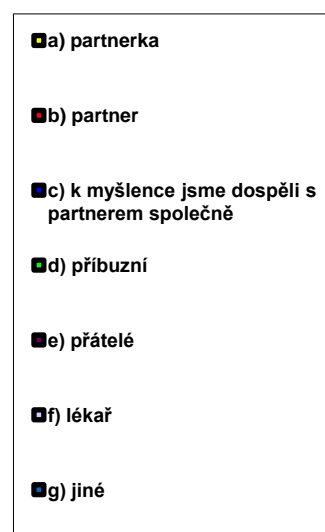 a) partnerka
b) partner
c) k myšlence jsme dospěli s
partnerem společně
d) příbuzní
e) přátelé
f) lékař
g) jiné